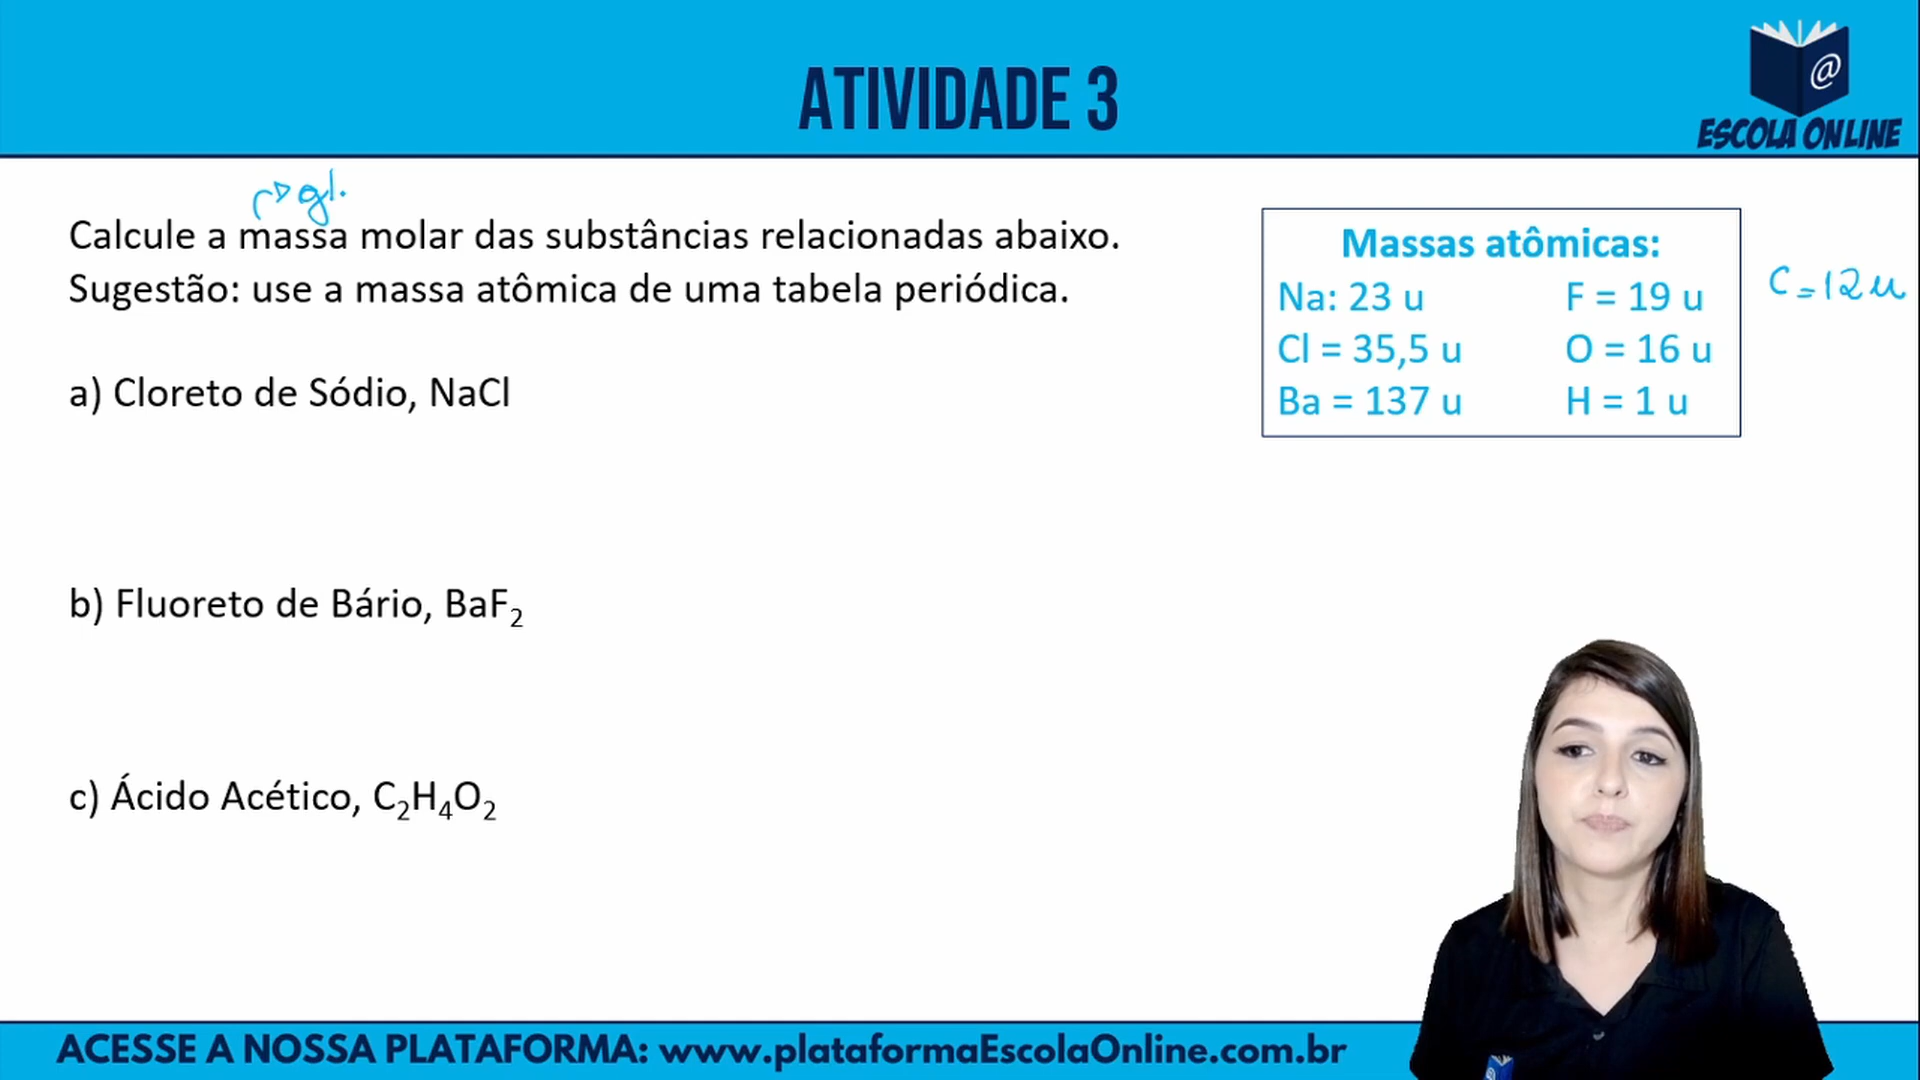 ATIVIDADE 3
@
ESCOLA ONLINE
g/.
Calcule a massa molar das substâncias relacionadas abaixo.
Sugestão: use a massa atômica de uma tabela periódica.
a) Cloreto de Sódio, NaCl
b) Fluoreto de Bário, BaF₂
c) Ácido Acético, C₂H₄O₂
Massas atômicas:
Na: 23 u F = 19 u
Cl = 35,5 u O = 16 u
Ba = 137 u H = 1 u
C = 12 u
ACESSE A NOSSA PLATAFORMA: www.plataformaEscolaOnline.com.br